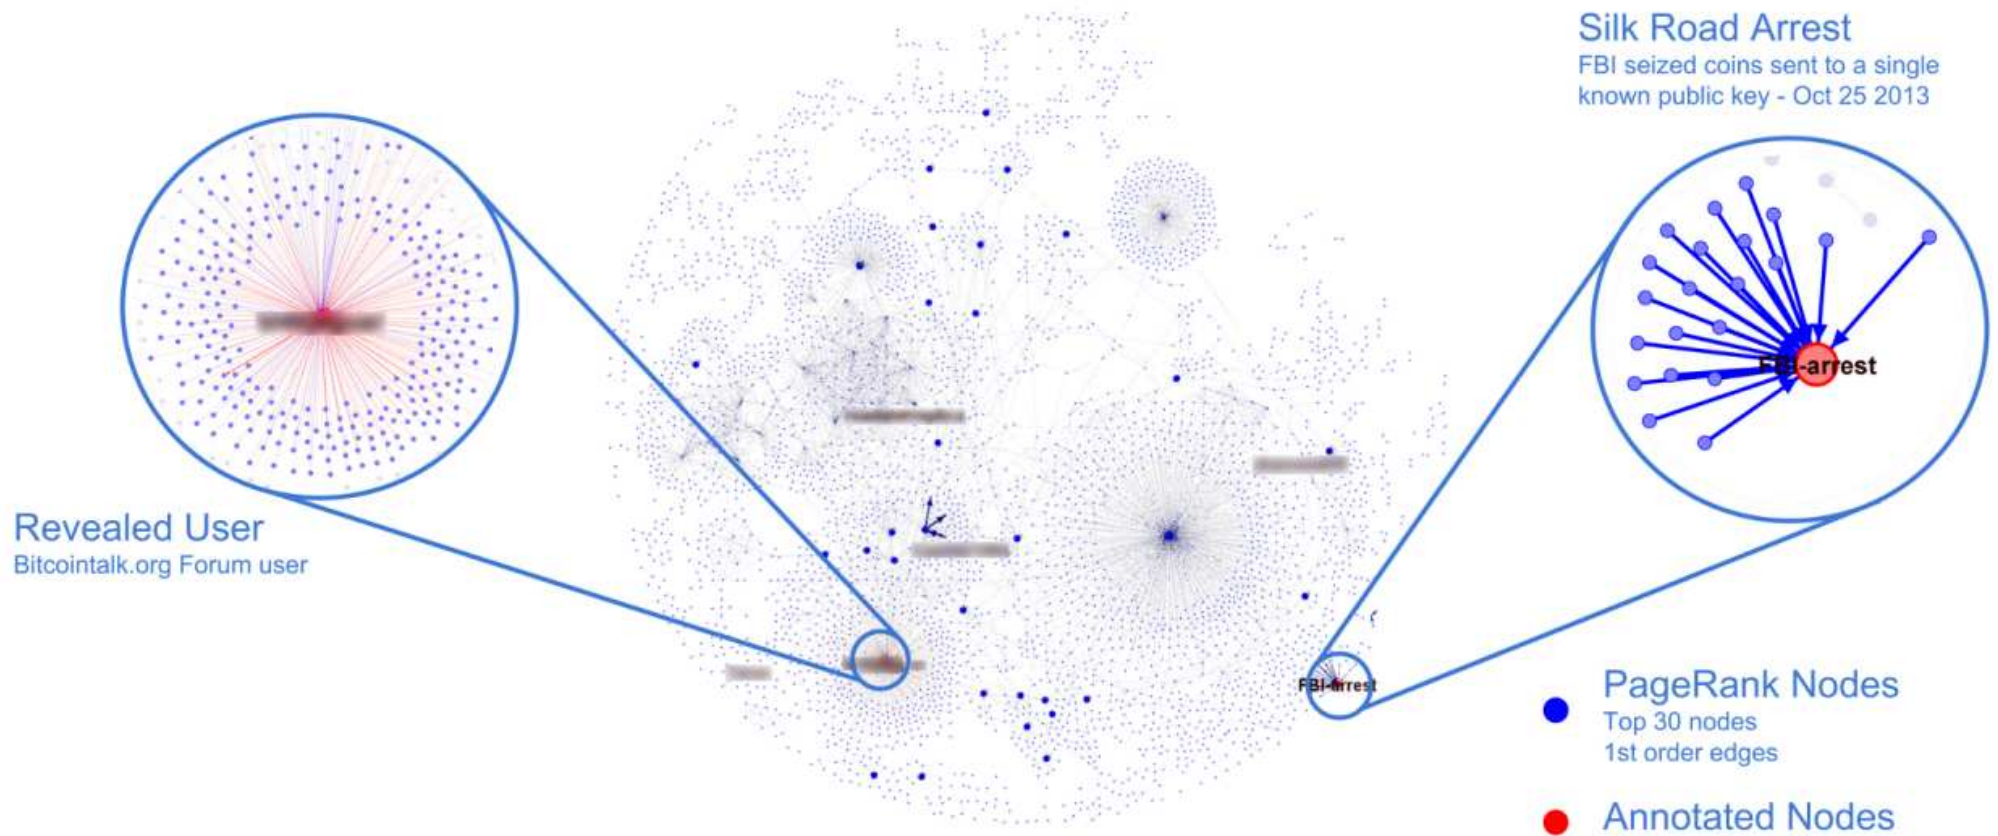 Silk Road Arrest
FBI seized coins sent to a single
known public key - Oct 25 2013
FBI-arrest
Revealed User
Bitcointalk.org Forum user
FBI-arrest
PageRank Nodes
Top 30 nodes
1st order edges
Annotated Nodes